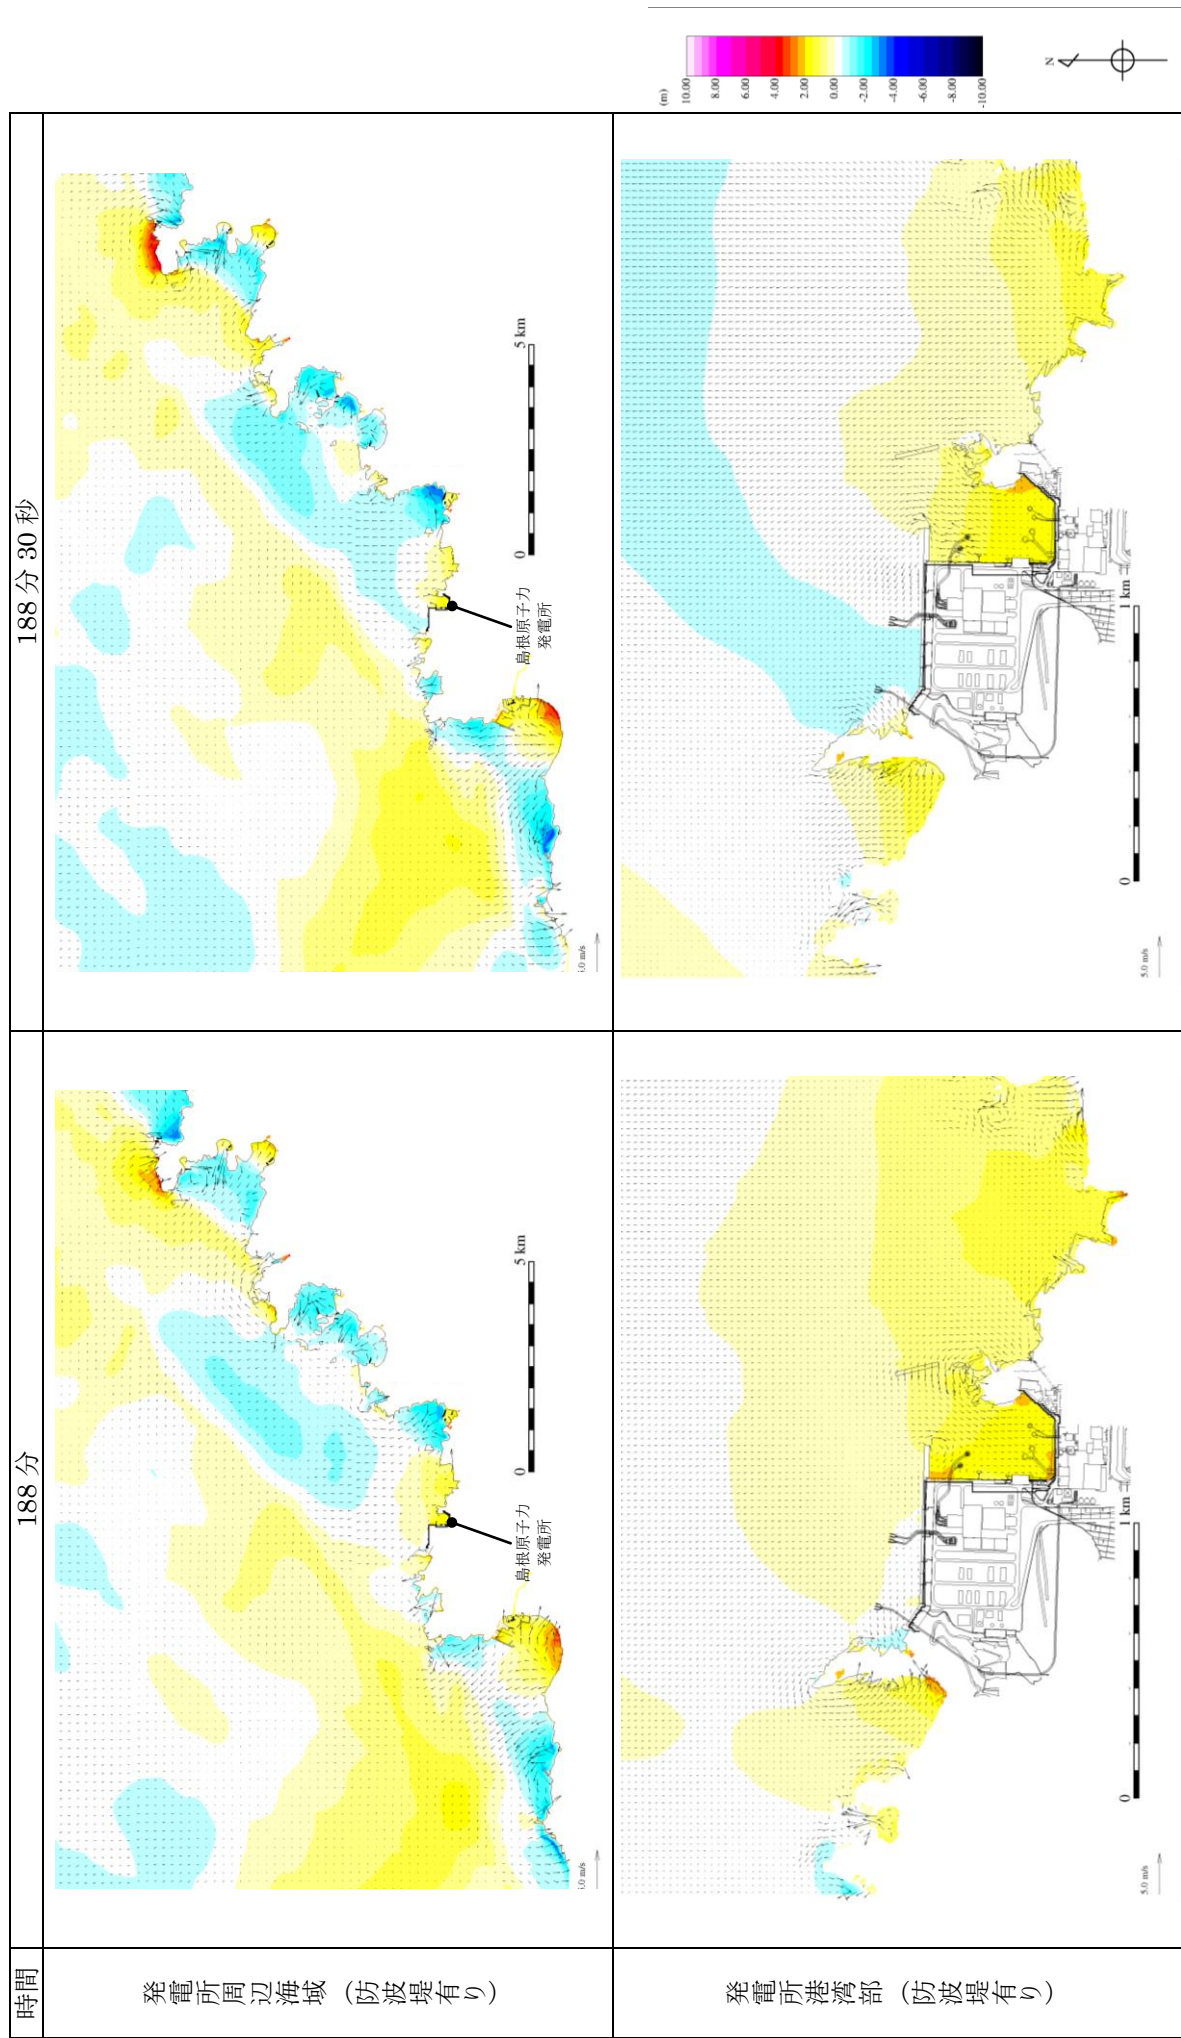 時間
188分
188分30秒
発電所周辺海域（防波堤有り）
島根原子力
発電所
0
5 km
5.0 m/s
島根原子力
発電所
0
5 km
5.0 m/s
発電所港湾部（防波堤有り）
0
1 km
5.0 m/s
0
1 km
5.0 m/s
(m)
10.00
8.00
6.00
4.00
2.00
0.00
-2.00
-4.00
-6.00
-8.00
-10.00
N